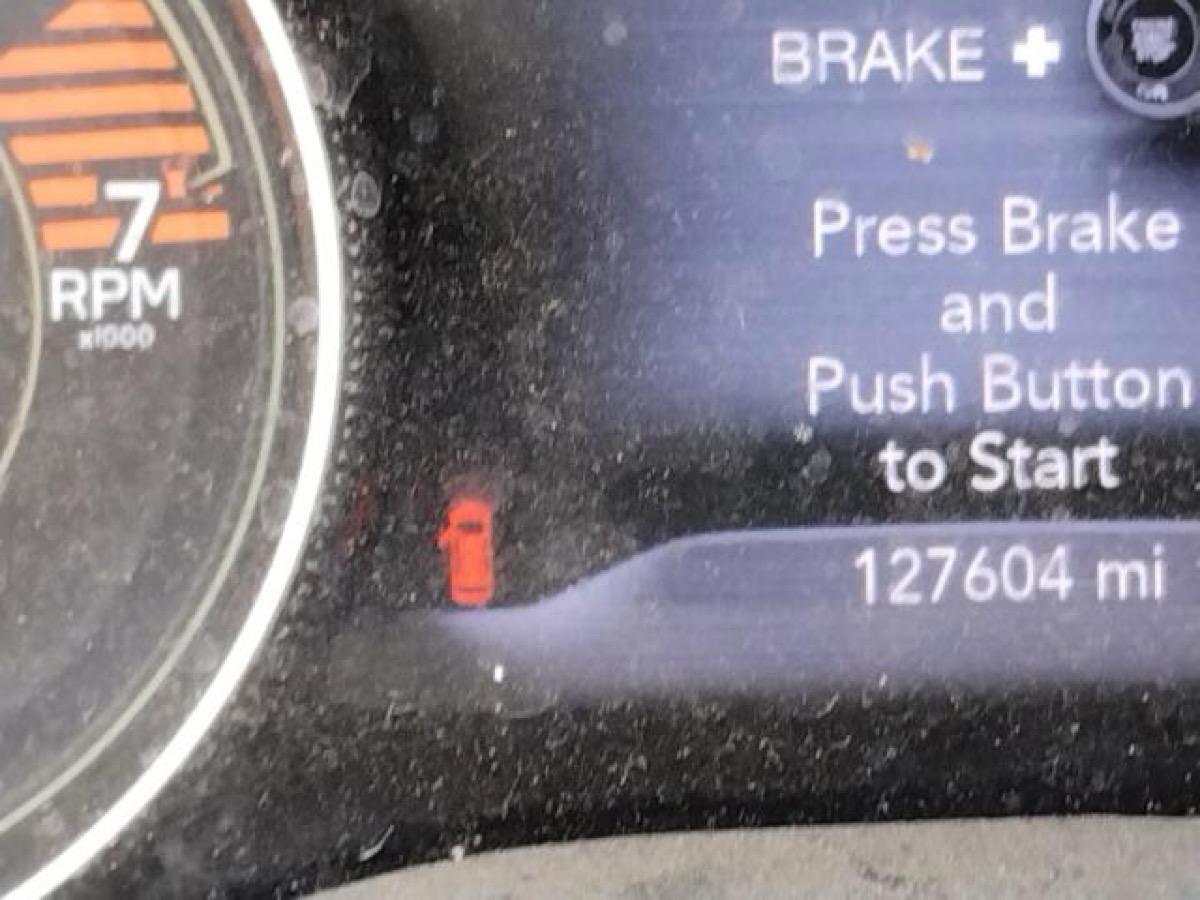 BRAKE +
7
RPM
x1000
Press Brake
and
Push Button
to Start
127604 mi